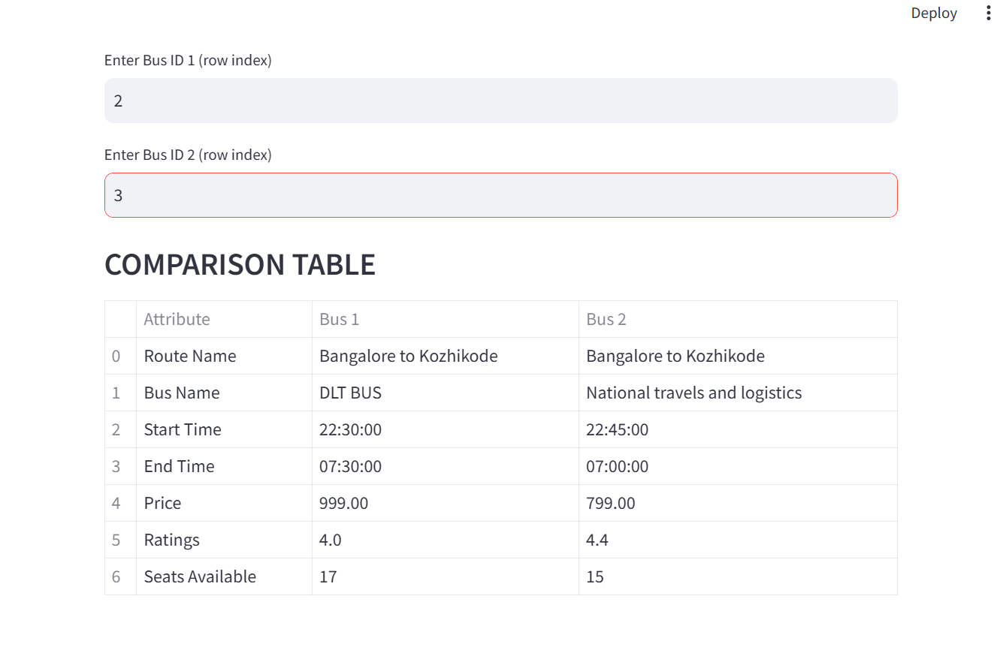 Deploy
Enter Bus ID 1 (row index)
2
Enter Bus ID 2 (row index)
3
COMPARISON TABLE
Attribute Bus 1 Bus 2
0 Route Name Bangalore to Kozhikode Bangalore to Kozhikode
1 Bus Name DLT BUS National travels and logistics
2 Start Time 22:30:00 22:45:00
3 End Time 07:30:00 07:00:00
4 Price 999.00 799.00
5 Ratings 4.0 4.4
6 Seats Available 17 15